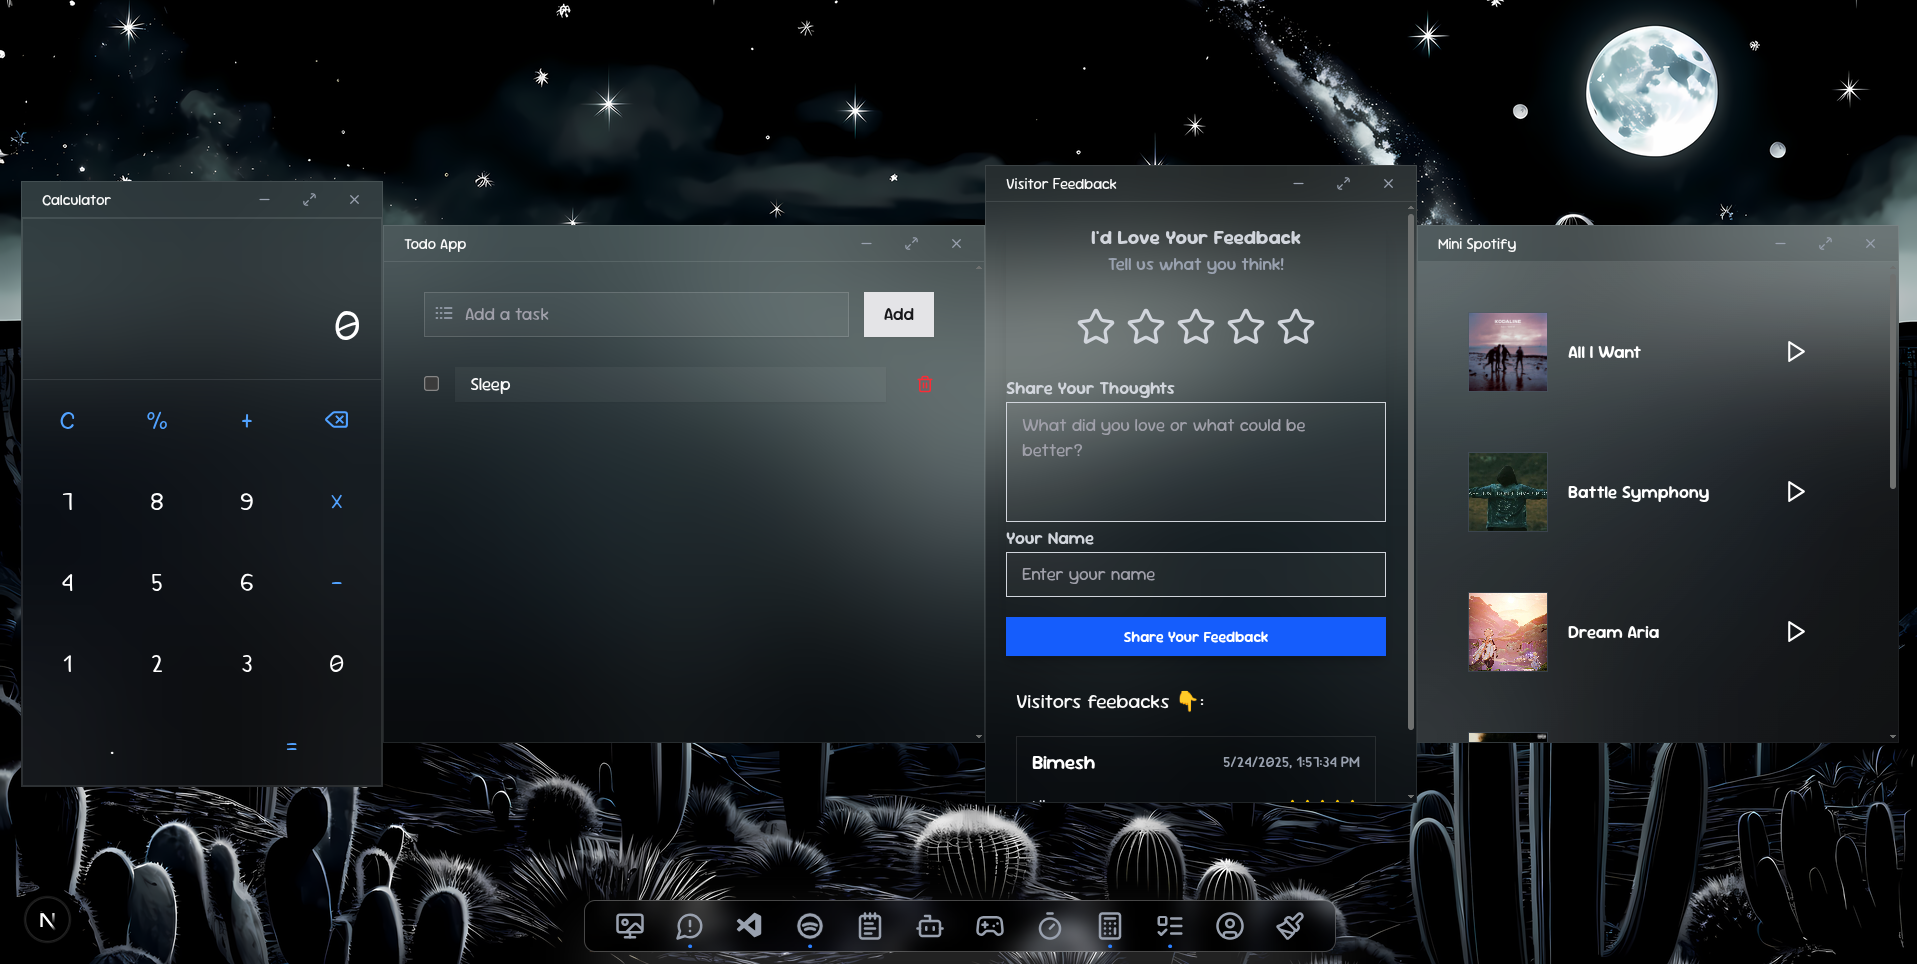 Calculator
0
C % +
7 8 9 x
4 5 6 -
1 2 3 0
. =
Todo App
Add a task
Add
Sleep
Visitor Feedback
I'd Love Your Feedback
Tell us what you think!
Share Your Thoughts
What did you love or what could be
better?
Your Name
Enter your name
Share Your Feedback
Visitors feebacks 👇:
Bimesh
5/24/2025, 1:57:34 PM
Mini Spotify
All I Want
Battle Symphony
Dream Aria
N